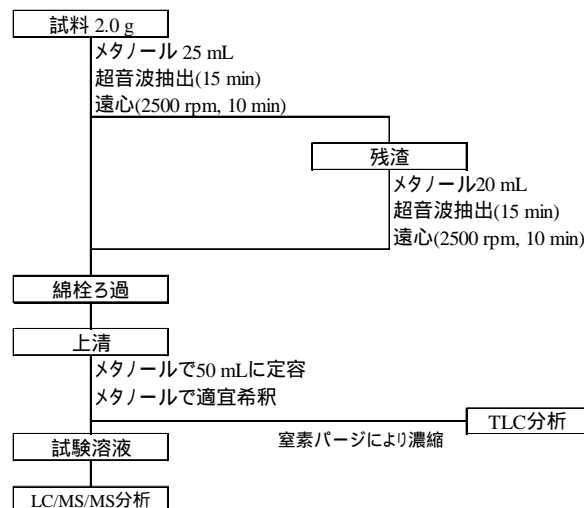 試料 2.0 g
メタノール 25 mL
超音波抽出(15 min)
遠心(2500 rpm, 10 min)
残渣
メタノール20 mL
超音波抽出(15 min)
遠心(2500 rpm, 10 min)
綿栓ろ過
上清
メタノールで50 mLに定容
メタノールで適宜希釈
TLC分析
窒素パージにより濃縮
試験溶液
LC/MS/MS分析